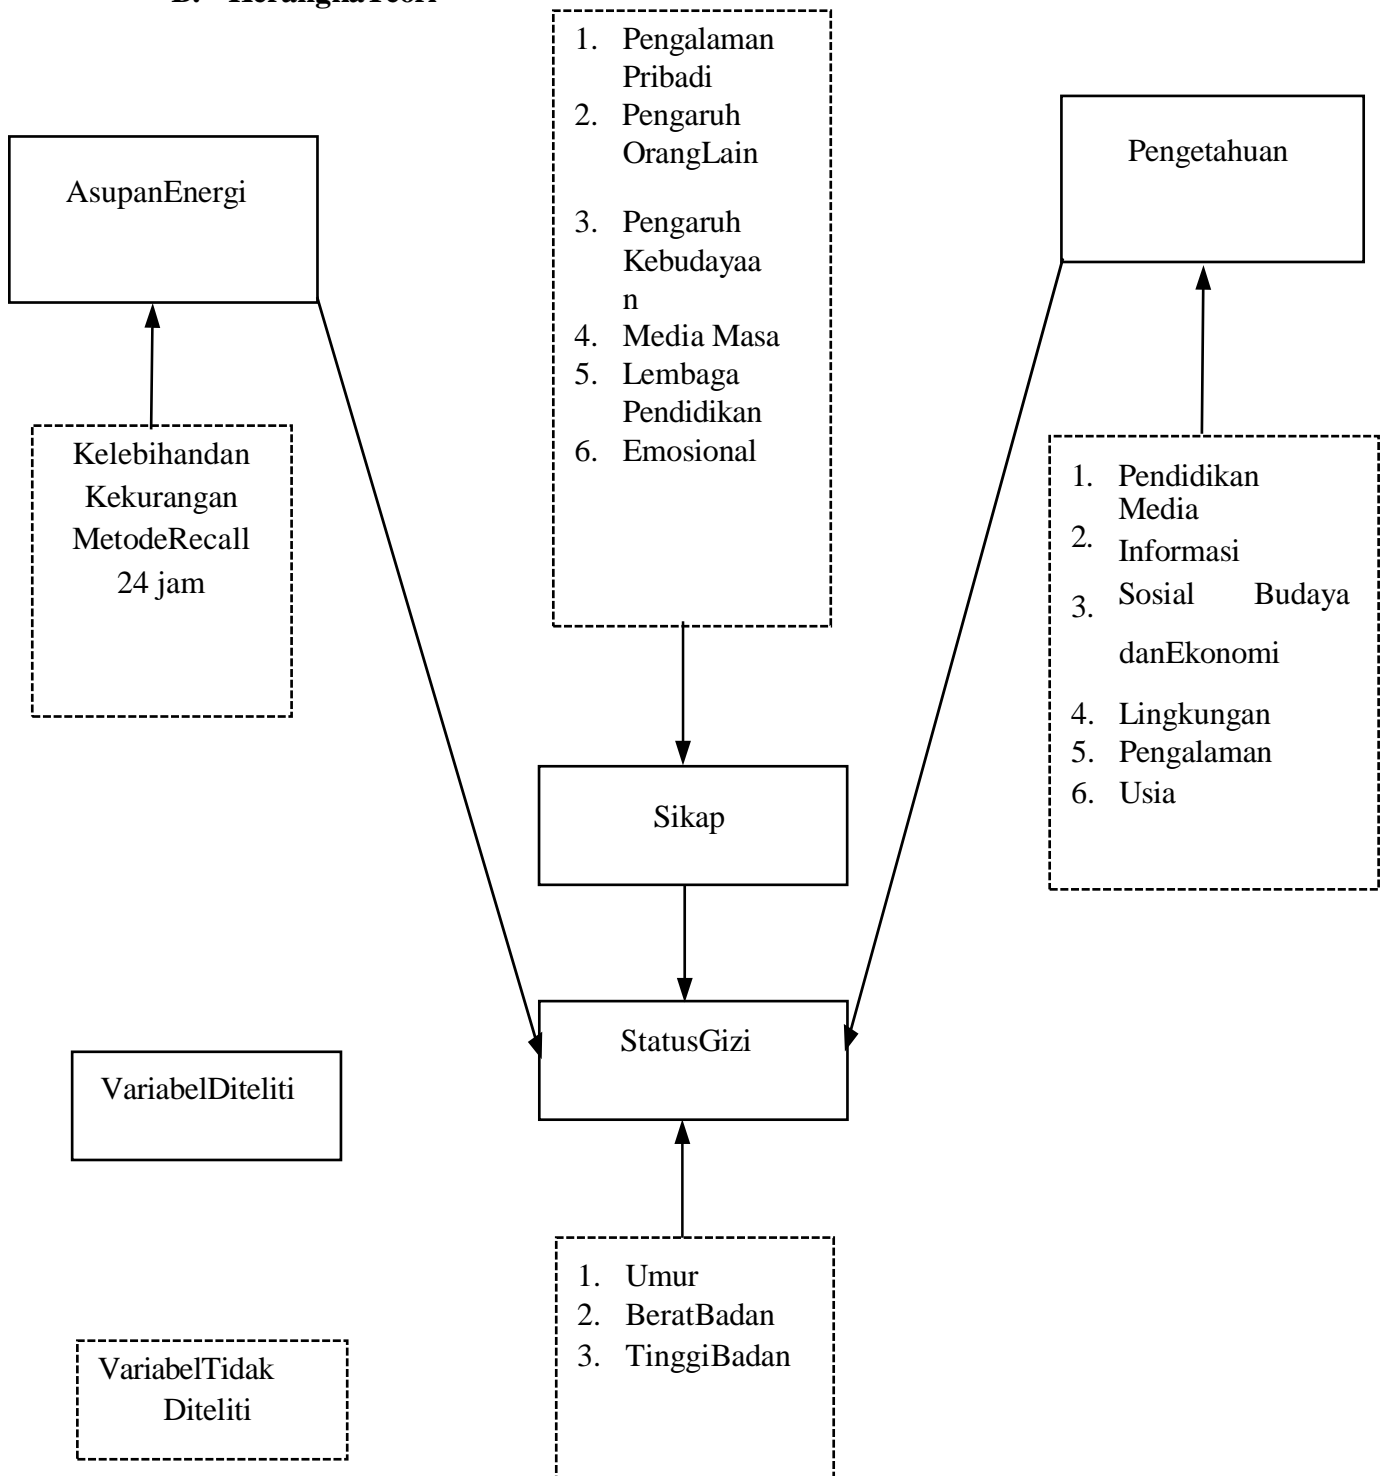 1. Pengalaman
Pribadi
2. Pengaruh
OrangLain
3. Pengaruh
Kebudayaa
n
4. Media Masa
5. Lembaga
Pendidikan
6. Emosional
Pengetahuan
AsupanEnergi
Kelebihandan
Kekurangan
MetodeRecall
24 jam
1. Pendidikan
Media
2. Informasi
3. Sosial Budaya
danEkonomi
4. Lingkungan
5. Pengalaman
6. Usia
Sikap
StatusGizi
VariabelDiteliti
1. Umur
2. BeratBadan
3. TinggiBadan
VariabelTidak
Diteliti